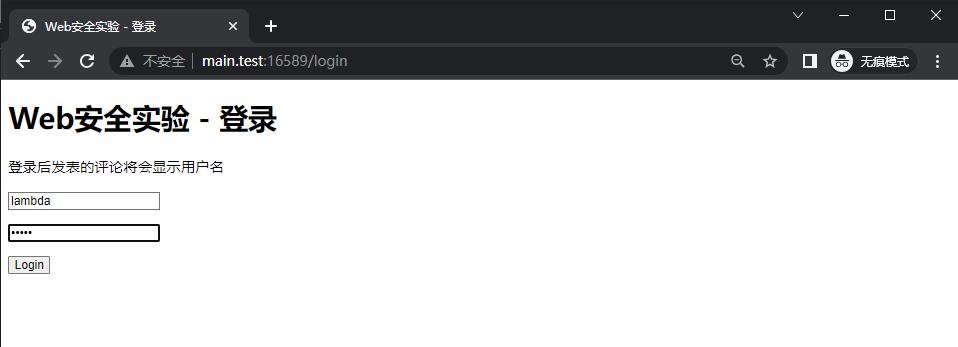 Web安全实验 - 登录
不安全 main.test:16589/login 无痕模式
Web安全实验 - 登录
登录后发表的评论将会显示用户名
lambda
•••••
Login